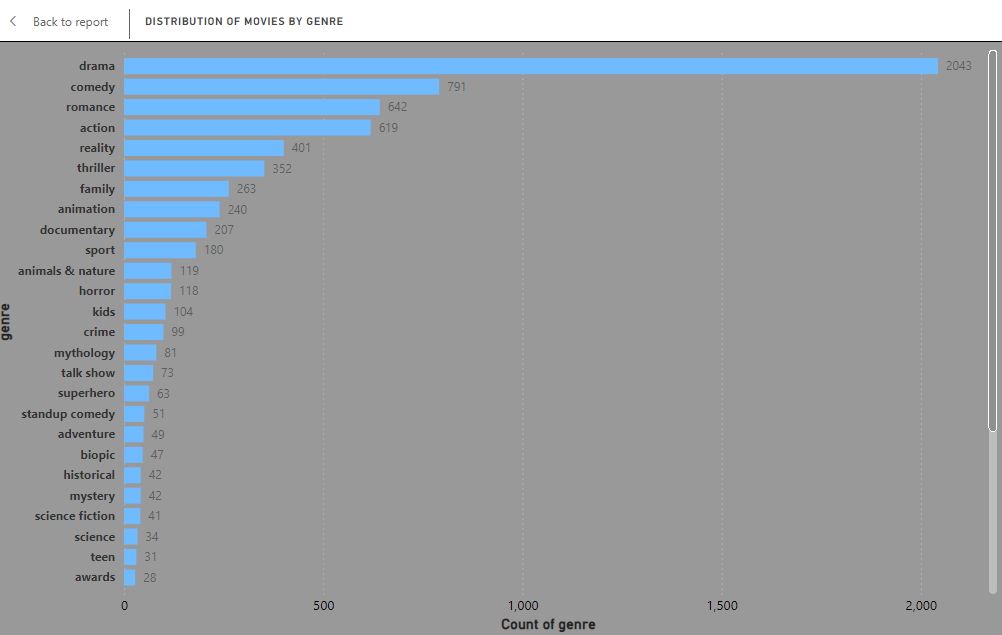 Back to report
DISTRIBUTION OF MOVIES BY GENRE
genre
drama 2043
comedy 791
romance 642
action 619
reality 401
thriller 352
family 263
animation 240
documentary 207
sport 180
animals & nature 119
horror 118
kids 104
crime 99
mythology 81
talk show 73
superhero 63
standup comedy 51
adventure 49
biopic 47
historical 42
mystery 42
science fiction 41
science 34
teen 31
awards 28
0 500 1,000 1,500 2,000
Count of genre